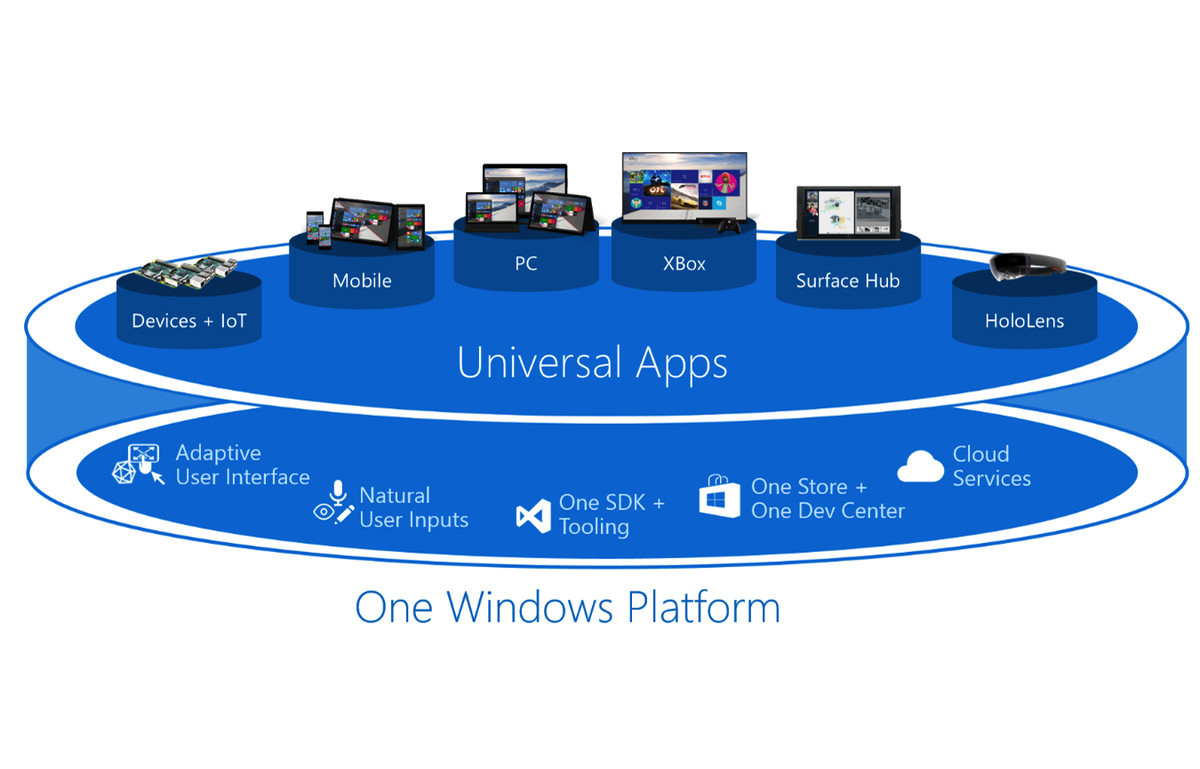 Devices + IoT
Mobile
PC
XBox
Surface Hub
HoloLens
Universal Apps
Adaptive
User Interface
Natural
User Inputs
One SDK +
Tooling
One Store +
One Dev Center
Cloud
Services
One Windows Platform